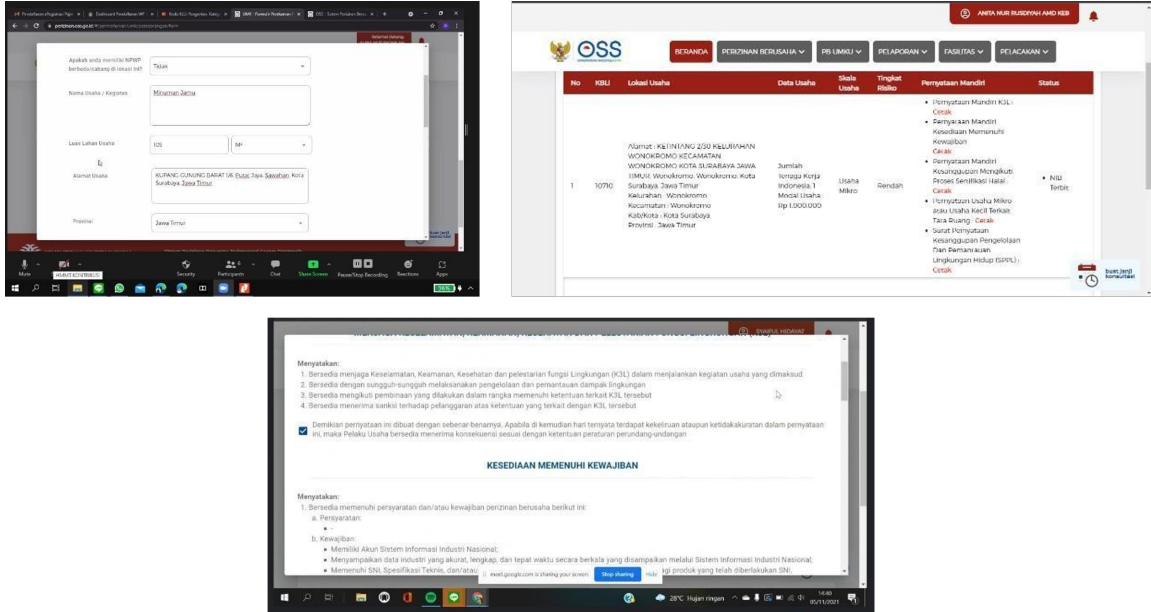 Apakah anda memiliki NPWP
berbeda/cabang di lokasi ini?
Tidak
Nama Usaha / Kegiatan
Minuman Jamu
Luas Lahan Usaha
105
M²
Alamat Usaha
KUPANG GUNUNG BARAT 1/6, Putat Jaya, Sawahan, Kota
Surabaya, Jawa Timur
Provinsi
Jawa Timur
Mute
Security
Participants
Chat
Share Screen
Pause/Stop Recording
Reactions
Apps
ANITA NUR RUSDIYAH AMD KEB
OSS
BERANDA
PERIZINAN BERUSAHA
PB UMKU
PELAPORAN
FASILITAS
PELACAKAN
No
KBLI
Lokasi Usaha
Data Usaha
Skala
Usaha
Tingkat
Risiko
Pernyataan Mandiri
Status
1
10710
Alamat : KETINTANG 2/30 KELURAHAN
WONOKROMO KECAMATAN
WONOKROMO KOTA SURABAYA JAWA
TIMUR, Wonokromo, Wonokromo, Kota
Surabaya, Jawa Timur
Kelurahan : Wonokromo
Kecamatan : Wonokromo
Kab/Kota : Kota Surabaya
Provinsi : Jawa Timur
Jumlah
Tenaga Kerja
Indonesia: 1
Modal Usaha :
Rp 1.000.000
Usaha
Mikro
Rendah
• Pernyataan Mandiri K3L :
Cetak
• Pernyataan Mandiri
Kesediaan Memenuhi
Kewajiban
Cetak
• Pernyataan Mandiri
Kesanggupan Mengikuti
Proses Sertifikasi Halal :
Cetak
• Pernyataan Usaha Mikro
atau Usaha Kecil Terkait
Tata Ruang : Cetak
• Surat Pernyataan
Kesanggupan Pengelolaan
Dan Pemantauan
Lingkungan Hidup (SPPL) :
Cetak
• NIB
Terbit
buat janji
konsultasi
SYAIFUL HIDAYAT
Menyatakan:
1. Bersedia menjaga Keselamatan, Keamanan, Kesehatan dan pelestarian fungsi Lingkungan (K3L) dalam menjalankan kegiatan usaha yang dimaksud
2. Bersedia dengan sungguh-sungguh melaksanakan pengelolaan dan pemantauan dampak lingkungan
3. Bersedia mengikuti pembinaan yang dilakukan dalam rangka memenuhi ketentuan terkait K3L tersebut
4. Bersedia menerima sanksi terhadap pelanggaran atas ketentuan yang terkait dengan K3L tersebut
Demikian pernyataan ini dibuat dengan sebenar-benarnya. Apabila di kemudian hari ternyata terdapat kekeliruan ataupun ketidakakuratan dalam pernyataan
ini, maka Pelaku Usaha bersedia menerima konsekuensi sesuai dengan ketentuan peraturan perundang-undangan
KESEDIAAN MEMENUHI KEWAJIBAN
Menyatakan:
1. Bersedia memenuhi persyaratan dan/atau kewajiban perizinan berusaha berikut ini:
a. Persyaratan:
• -
b. Kewajiban:
• Memiliki Akun Sistem Informasi Industri Nasional;
• Menyampaikan data industri yang akurat, lengkap, dan tepat waktu secara berkala yang disampaikan melalui Sistem Informasi Industri Nasional;
• Memenuhi SNI, Spesifikasi Teknis, dan/atau
agi produk yang telah diberlakukan SNI,
meet.google.com is sharing your screen.
Stop sharing
Hide
28°C Hujan ringan
14:40
05/11/2021